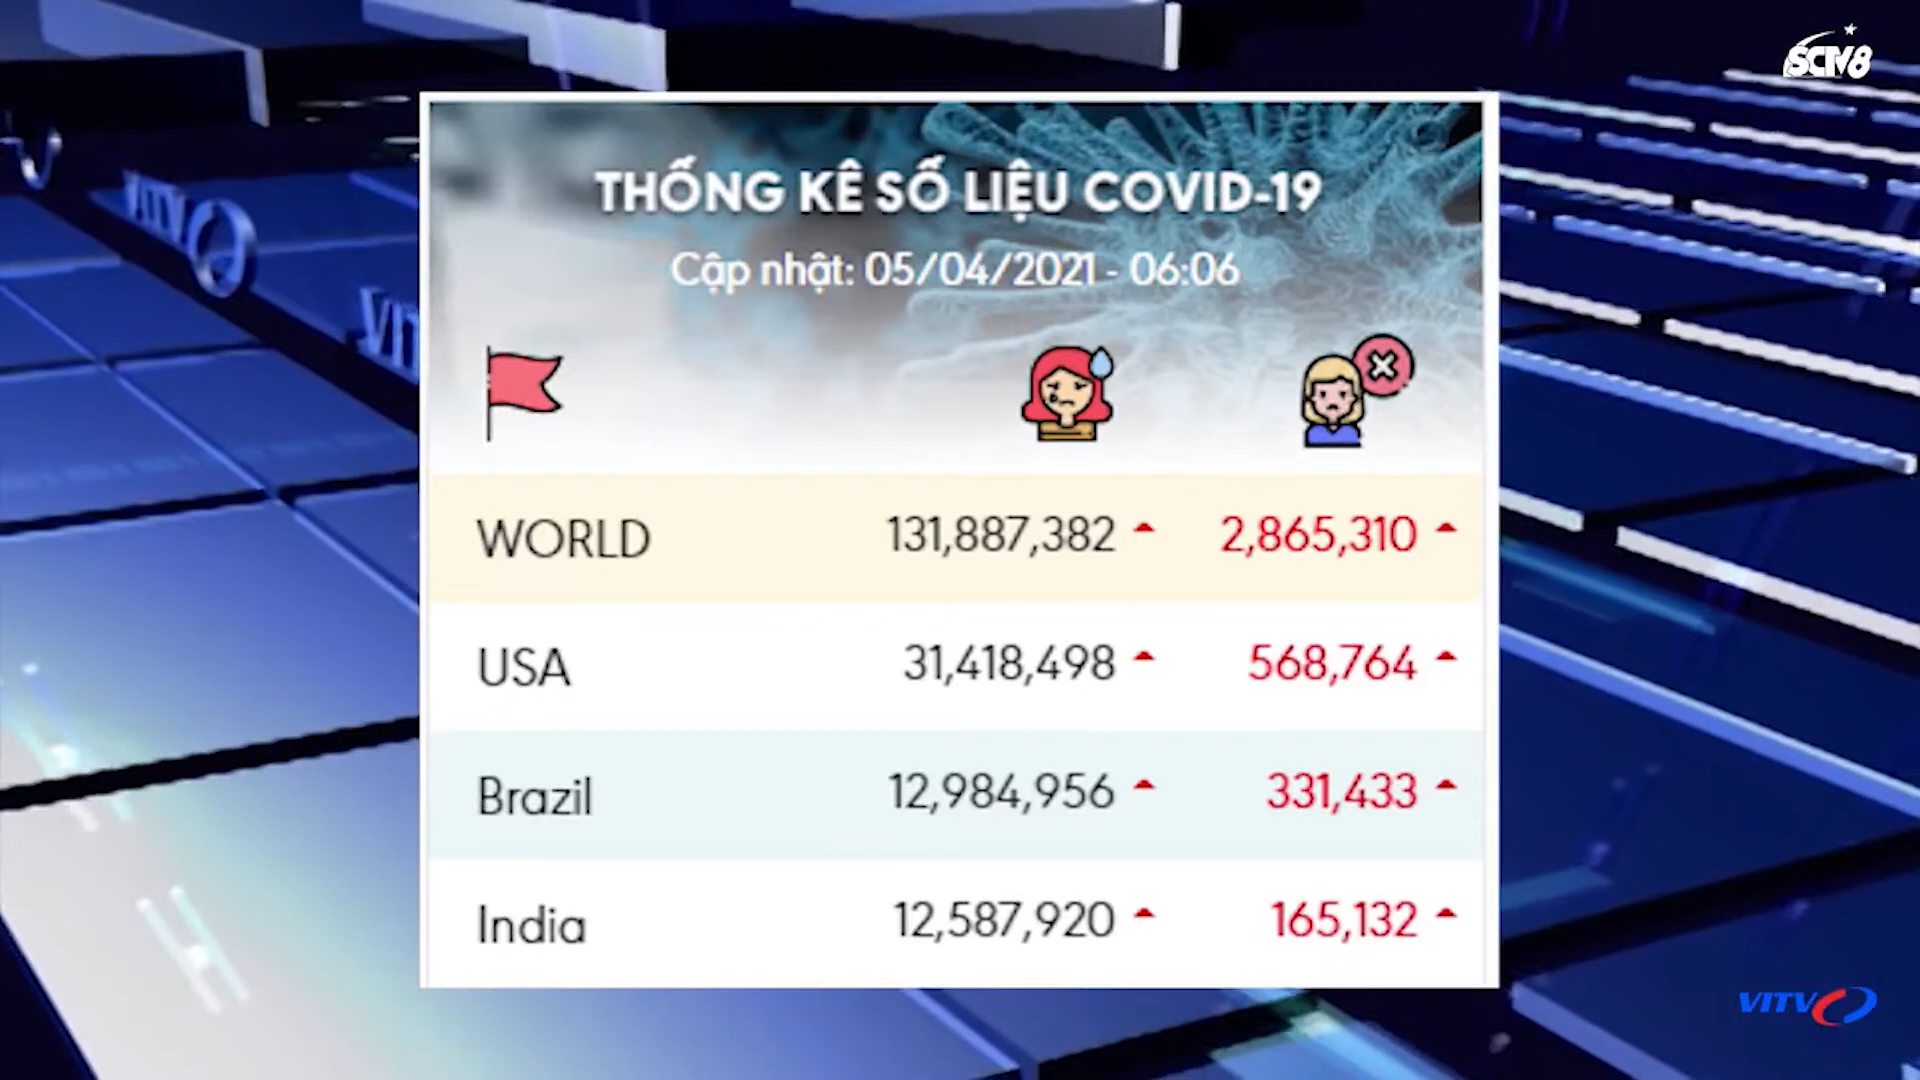 SCTV8
THỐNG KÊ SỐ LIỆU COVID-19
Cập nhật: 05/04/2021 - 06:06
WORLD 131,887,382 2,865,310
USA 31,418,498 568,764
Brazil 12,984,956 331,433
India 12,587,920 165,132
VITV
VITV